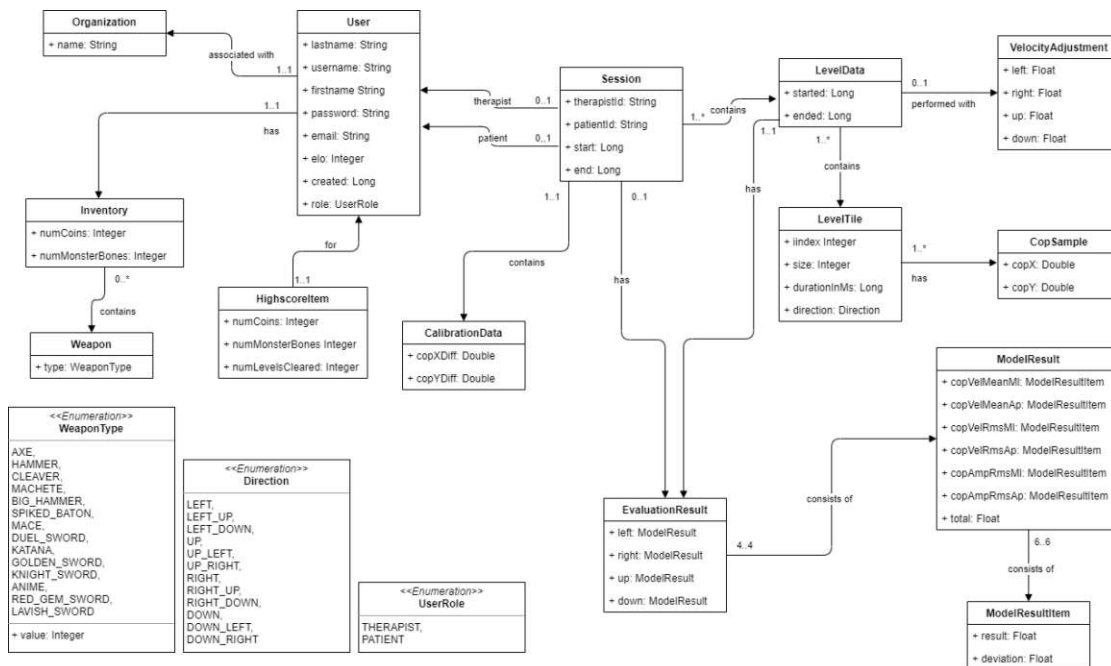 Organization
+ name: String
associated with
1..1
User
+ lastname: String
+ username: String
+ firstname String
+ password: String
+ email: String
+ elo: Integer
+ created: Long
+ role: UserRole
1..1
has
therapist
0..1
patient
0..1
Session
+ therapistId: String
+ patientId: String
+ start: Long
+ end: Long
contains
1..*
LevelData
+ started: Long
+ ended: Long
0..1
performed with
VelocityAdjustment
+ left: Float
+ right: Float
+ up: Float
+ down: Float
1..1
has
1..*
contains
Inventory
+ numCoins: Integer
+ numMonsterBones: Integer
0..*
contains
Weapon
+ type: WeaponType
for
1..1
HighscoreItem
+ numCoins: Integer
+ numMonsterBones Integer
+ numLevelsCleared: Integer
1..1
contains
CalibrationData
+ copXDiff: Double
+ copYDiff: Double
0..1
has
LevelTile
+ iindex Integer
+ size: Integer
+ durationInMs: Long
+ direction: Direction
1..*
has
CopSample
+ copX: Double
+ copY: Double
ModelResult
+ copVelMeanMl: ModelResultItem
+ copVelMeanAp: ModelResultItem
+ copVelRmsMl: ModelResultItem
+ copVelRmsAp: ModelResultItem
+ copAmpRmsMl: ModelResultItem
+ copAmpRmsAp: ModelResultItem
+ total: Float
6..6
consists of
ModelResultItem
+ result: Float
+ deviation: Float
EvaluationResult
+ left: ModelResult
+ right: ModelResult
+ up: ModelResult
+ down: ModelResult
4..4
consists of
<<Enumeration>>
WeaponType
AXE,
HAMMER,
CLEAVER,
MACHETE,
BIG_HAMMER,
SPIKED_BATON,
MACE,
DUEL_SWORD,
KATANA,
GOLDEN_SWORD,
KNIGHT_SWORD,
ANIME,
RED_GEM_SWORD,
LAVISH_SWORD
+ value: Integer
<<Enumeration>>
Direction
LEFT,
LEFT_UP,
LEFT_DOWN,
UP,
UP_LEFT,
UP_RIGHT,
RIGHT,
RIGHT_UP,
RIGHT_DOWN,
DOWN,
DOWN_LEFT,
DOWN_RIGHT
<<Enumeration>>
UserRole
THERAPIST,
PATIENT